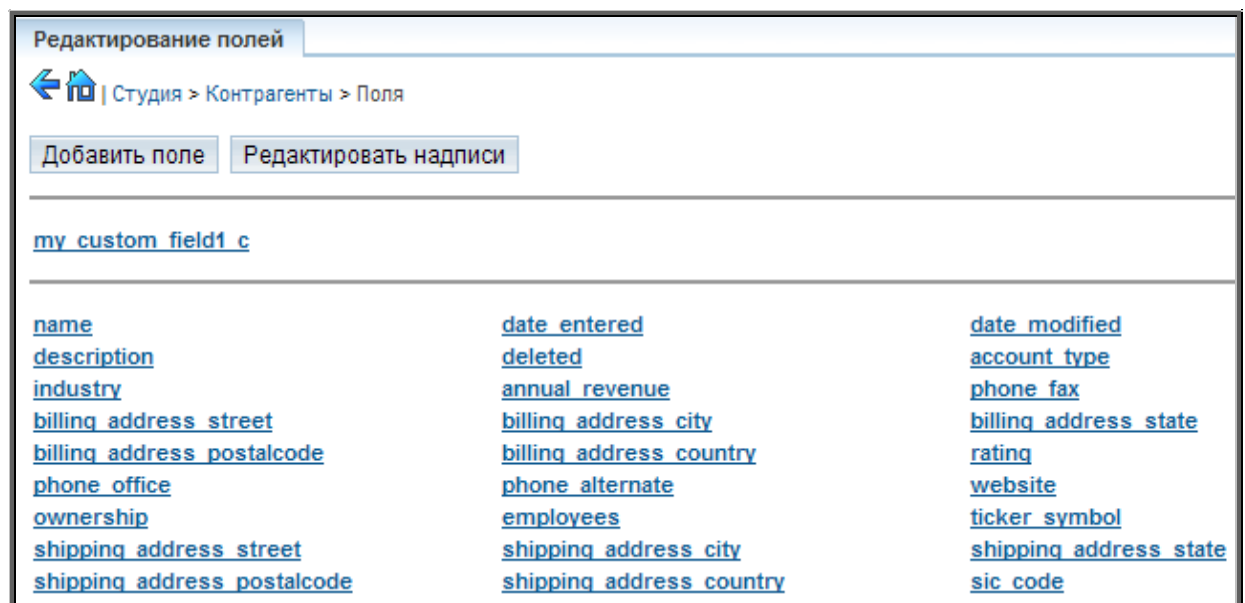 Редактирование полей
| Студия > Контрагенты > Поля
Добавить поле Редактировать надписи
my_custom_field1_c
name date_entered date_modified
description deleted account_type
industry annual_revenue phone_fax
billing_address_street billing_address_city billing_address_state
billing_address_postalcode billing_address_country rating
phone_office phone_alternate website
ownership employees ticker_symbol
shipping_address_street shipping_address_city shipping_address_state
shipping_address_postalcode shipping_address_country sic_code